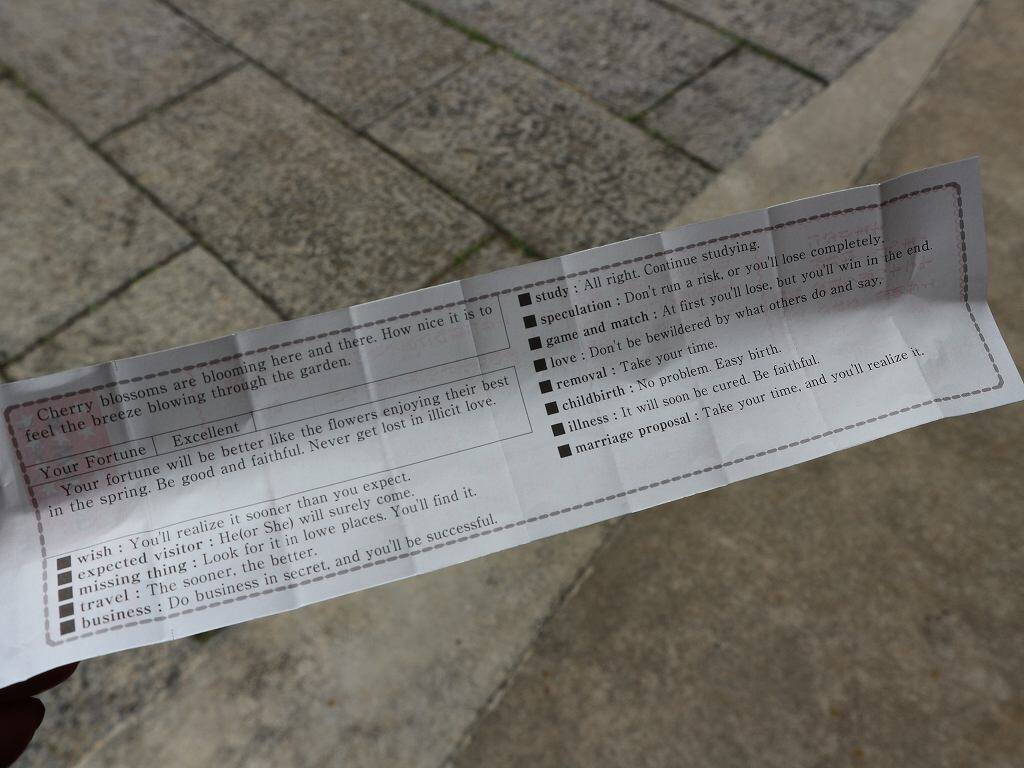 Cherry blossoms are blooming here and there. How nice it is to
feel the breeze blowing through the garden.
Your Fortune Excellent
Your fortune will be better like the flowers enjoying their best
in the spring. Be good and faithful. Never get lost in illicit love.
■ wish : You'll realize it sooner than you expect.
■ expected visitor : He(or She) will surely come.
■ missing thing : Look for it in lowe places. You'll find it.
■ travel : The sooner, the better.
■ business : Do business in secret, and you'll be successful.
■ study : All right. Continue studying.
■ speculation : Don't run a risk, or you'll lose completely.
■ game and match : At first you'll lose, but you'll win in the end.
■ love : Don't be bewildered by what others do and say.
■ removal : Take your time.
■ childbirth : No problem. Easy birth.
■ illness : It will soon be cured. Be faithful.
■ marriage proposal : Take your time, and you'll realize it.